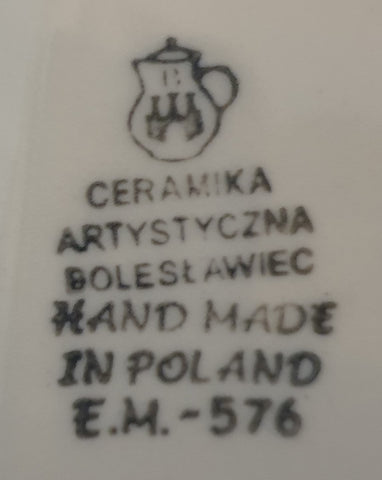 B
CERAMIKA
ARTYSTYCZNA
BOLESŁAWIEC
HAND MADE
IN POLAND
E.M.-576